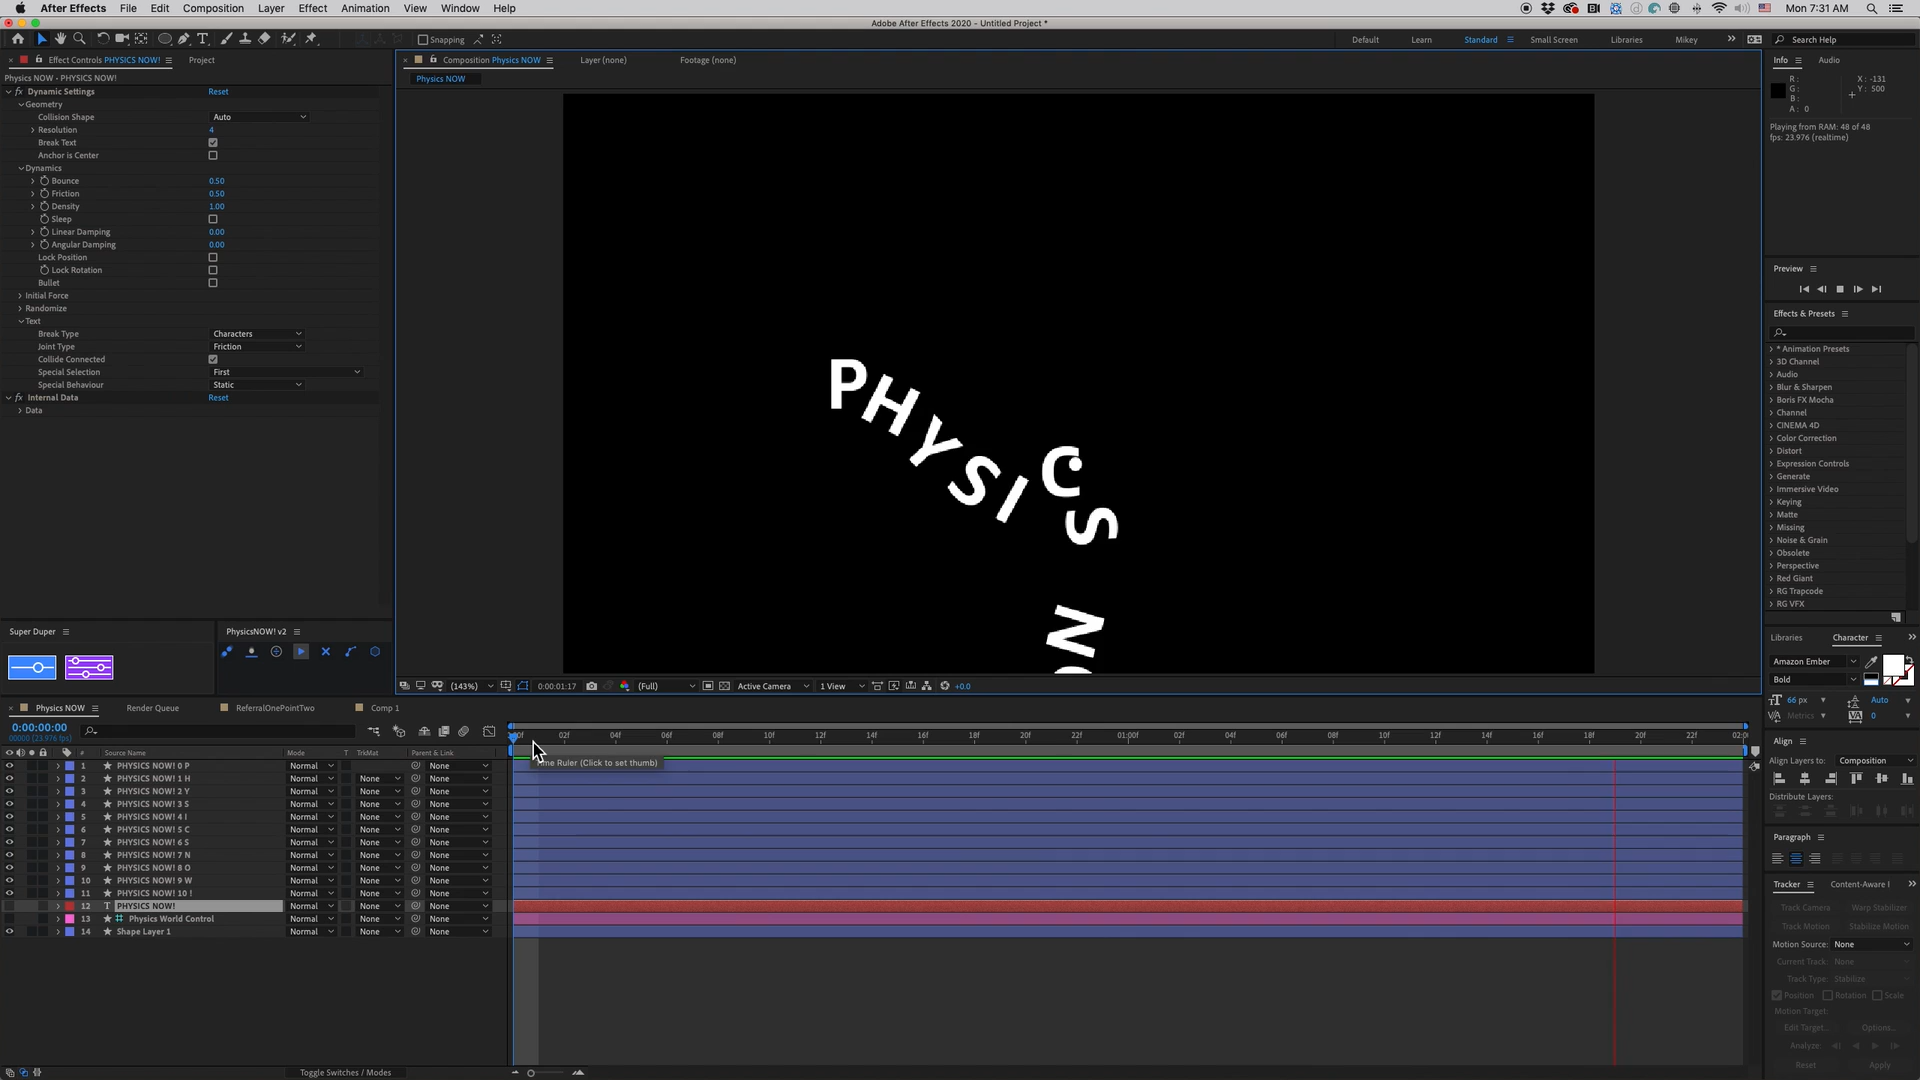 After Effects File Edit Composition Layer Effect Animation View Window Help Mon 7:31 AM
Adobe After Effects 2020 - Untitled Project *
Snapping Default Learn Standard Small Screen Libraries Mikey Search Help
Effect Controls PHYSICS NOW! Project
Physics NOW • PHYSICS NOW!
fx Dynamic Settings Reset
Geometry
Collision Shape Auto
Resolution 4
Break Text
Anchor is Center
Dynamics
Bounce 0.50
Friction 0.50
Density 1.00
Sleep
Linear Damping 0.00
Angular Damping 0.00
Lock Position
Lock Rotation
Bullet
Initial Force
Randomize
Text
Break Type Characters
Joint Type Friction
Collide Connected
Special Selection First
Special Behaviour Static
fx Internal Data Reset
Data
Super Duper PhysicsNOW! v2
Composition Physics NOW Layer (none) Footage (none)
Physics NOW
PHYSICS
N
(143%) 0:00:01:17 (Full) Active Camera 1 View +0.0
Info Audio
R :
G :
B :
A : 0
X : -131
Y : 500
Playing from RAM: 48 of 48
fps: 23.976 (realtime)
Preview
Effects & Presets
* Animation Presets
3D Channel
Audio
Blur & Sharpen
Boris FX Mocha
Channel
CINEMA 4D
Color Correction
Distort
Expression Controls
Generate
Immersive Video
Keying
Matte
Missing
Noise & Grain
Obsolete
Perspective
Red Giant
RG Trapcode
RG VFX
Libraries Character
Amazon Ember
Bold
66 px Auto
Metrics 0
Align
Align Layers to: Composition
Distribute Layers:
Paragraph
Tracker Content-Aware
Track Camera Warp Stabilizer
Track Motion Stabilize Motion
Motion Source: None
Current Track: None
Track Type: Stabilize
Position Rotation Scale
Motion Target:
Edit Target... Options...
Analyze:
Reset Apply
Physics NOW Render Queue ReferralOnePointTwo Comp 1
0:00:00:00
00000 (23.976 fps)
02f 04f 06f 08f 10f 12f 14f 16f 18f 20f 22f 01:00f 02f 04f 06f 08f 10f 12f 14f 16f 18f 20f 22f
# Source Name Mode T TrkMat Parent & Link
Time Ruler (Click to set thumb)
1 PHYSICS NOW! 0 P Normal None
2 PHYSICS NOW! 1 H Normal None None
3 PHYSICS NOW! 2 Y Normal None None
4 PHYSICS NOW! 3 S Normal None None
5 PHYSICS NOW! 4 I Normal None None
6 PHYSICS NOW! 5 C Normal None None
7 PHYSICS NOW! 6 S Normal None None
8 PHYSICS NOW! 7 N Normal None None
9 PHYSICS NOW! 8 O Normal None None
10 PHYSICS NOW! 9 W Normal None None
11 PHYSICS NOW! 10 ! Normal None None
12 T PHYSICS NOW! Normal None None
13 Physics World Control Normal None None
14 Shape Layer 1 Normal None None
Toggle Switches / Modes